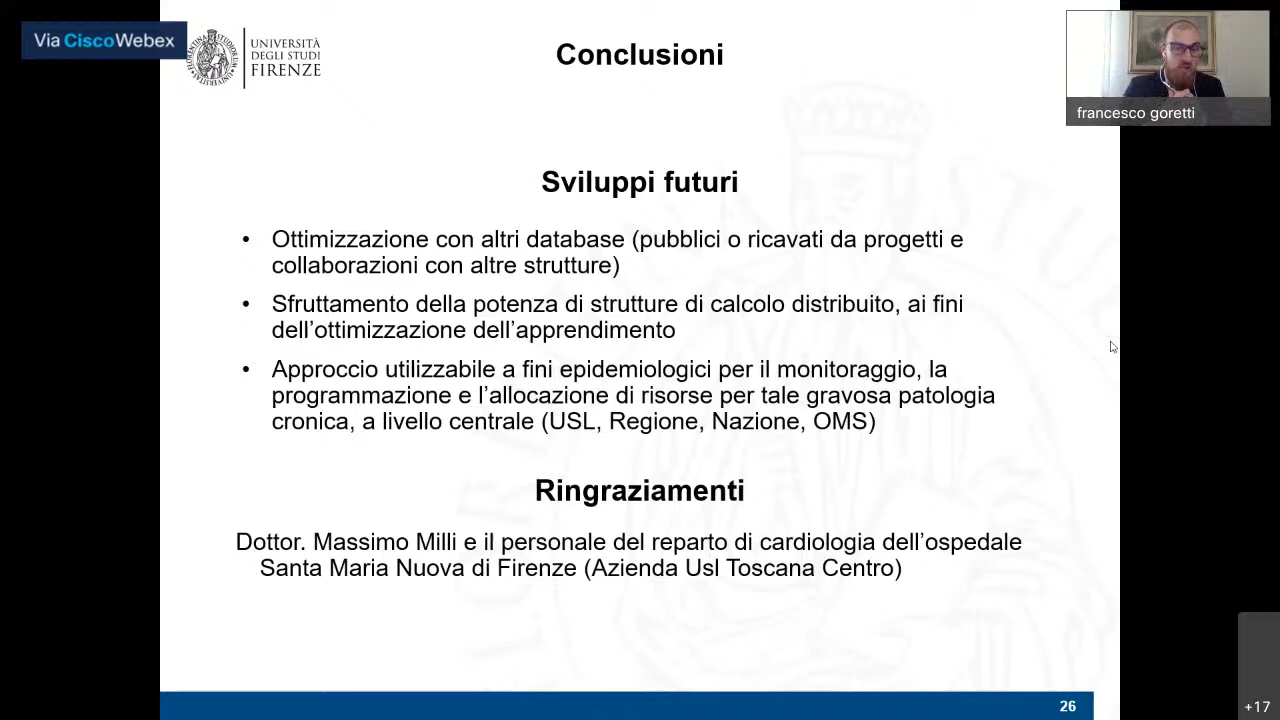 Via CiscoWebex
UNIVERSITÀ
DEGLI STUDI
FIRENZE
Conclusioni
francesco goretti
Sviluppi futuri
• Ottimizzazione con altri database (pubblici o ricavati da progetti e
collaborazioni con altre strutture)
• Sfruttamento della potenza di strutture di calcolo distribuito, ai fini
dell’ottimizzazione dell’apprendimento
• Approccio utilizzabile a fini epidemiologici per il monitoraggio, la
programmazione e l’allocazione di risorse per tale gravosa patologia
cronica, a livello centrale (USL, Regione, Nazione, OMS)
Ringraziamenti
Dottor. Massimo Milli e il personale del reparto di cardiologia dell’ospedale
Santa Maria Nuova di Firenze (Azienda Usl Toscana Centro)
26
+17